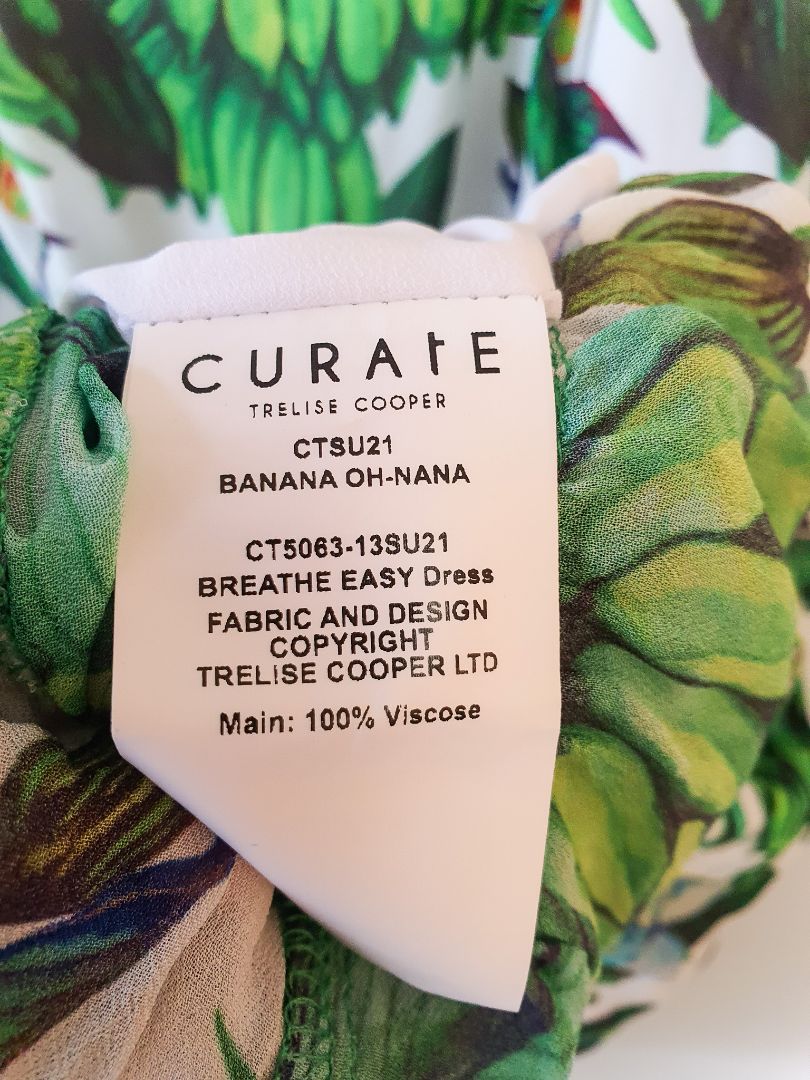 CURATE
TRELISE COOPER
CTSU21
BANANA OH-NANA
CT5063-13SU21
BREATHE EASY Dress
FABRIC AND DESIGN
COPYRIGHT
TRELISE COOPER LTD
Main: 100% Viscose